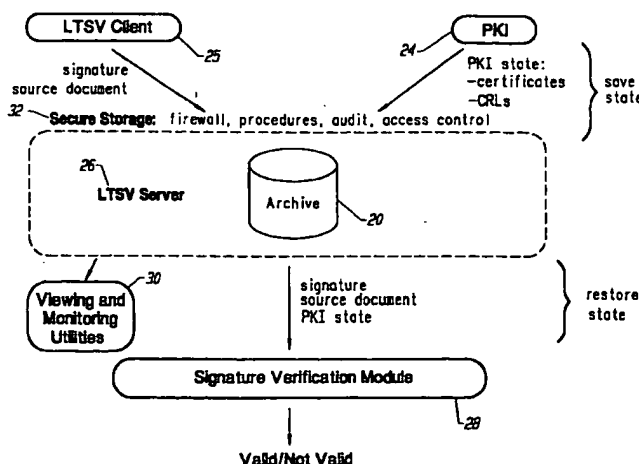 LTSV Client
25
PKI
24
signature
source document
PKI state:
-certificates
-CRLs
save
state
32 Secure Storage: firewall, procedures, audit, access control
26
LTSV Server
Archive
20
30
Viewing and
Monitoring
Utilities
signature
source document
PKI state
restore
state
Signature Verification Module
28
Valid/Not Valid